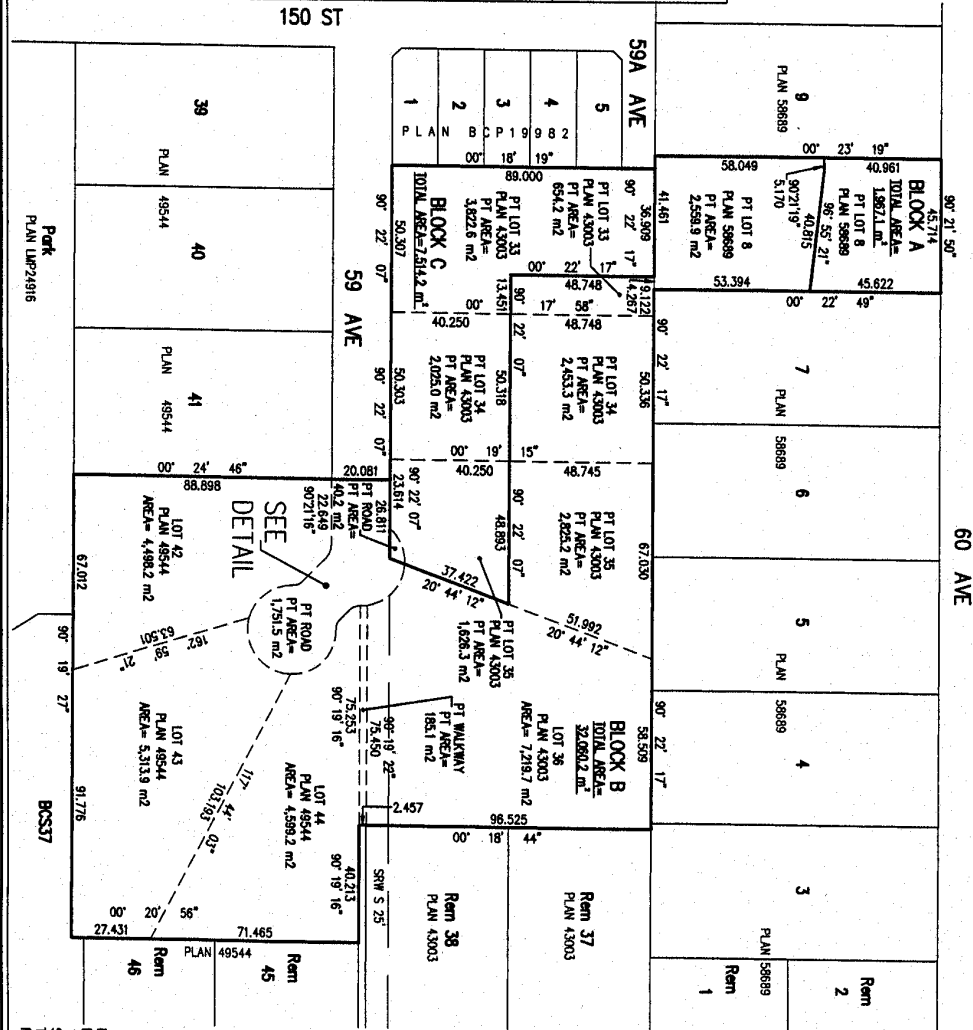 150 ST
60 AVE
59A AVE
59 AVE
9
PLAN 58689
00° 23' 19"
58.049
40.961
90° 21' 50"
45.714
BLOCK A
TOTAL AREA=
1,987.1 m²
PT LOT 8
PLAN 58689
96° 55' 21"
40.815
90°21'19"
5.170
PT LOT 8
PLAN 58689
PT AREA=
2,559.9 m2
53.394
45.622
00° 22' 49"
41.461
7
PLAN
58689
6
5
PLAN
58689
4
3
PLAN 58689
Rem
2
Rem
1
5
4
3
2
1
PLAN BCP19982
00° 18' 19"
89.000
90° 22' 17"
36.909
PT LOT 33
PLAN 43003
PT AREA=
654.2 m2
9.122
14.267
00° 22' 17"
48.748
PT LOT 33
PLAN 43003
PT AREA=
3,822.6 m2
BLOCK C
TOTAL AREA=7,514.2 m²
13.451
00° 17' 58"
40.250
48.748
90° 22' 07"
50.307
90° 22' 07"
50.318
90° 22' 17"
50.336
PT LOT 34
PLAN 43003
PT AREA=
2,453.3 m2
PT LOT 34
PLAN 43003
PT AREA=
2,025.0 m2
90° 22' 07"
50.303
00° 19' 15"
40.250
48.745
67.030
PT LOT 35
PLAN 43003
PT AREA=
2,825.2 m2
90° 22' 07"
48.893
90° 22' 07"
23.614
37.422
20° 44' 12"
51.992
20° 44' 12"
PT LOT 35
PLAN 43003
PT AREA=
1,626.3 m2
90° 22' 17"
58.509
BLOCK B
TOTAL AREA=
32,060.2 m²
LOT 36
PLAN 43003
AREA= 7,219.7 m2
96.525
00° 18' 44"
Rem 37
PLAN 43003
Rem 38
PLAN 43003
39
PLAN
49544
40
PLAN
49544
41
Park
PLAN LMP24916
00° 24' 46"
88.898
20.081
26.811
PT ROAD
PT AREA=
40.2 m2
22.649
90°21'16"
SEE
DETAIL
PT ROAD
PT AREA=
1,751.5 m2
LOT 42
PLAN 49544
AREA= 4,498.2 m2
67.012
162° 59' 21"
63.501
90° 19' 27"
LOT 43
PLAN 49544
AREA= 5,313.9 m2
91.776
BCS37
117° 44' 03"
103.193
LOT 44
PLAN 49544
AREA= 4,599.2 m2
PT WALKWAY
PT AREA=
185.1 m2
90° 19' 22"
75.450
75.253
90° 19' 16"
2.457
40.213
90° 19' 16"
SRW S 25'
00° 20' 56"
27.431
71.465
PLAN 49544
Rem
45
Rem
46